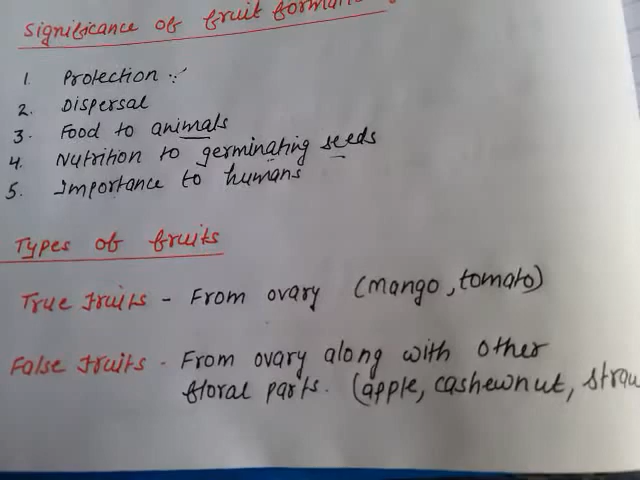 Significance of fruit
1. Protection
2. Dispersal
3. Food to animals
4. Nutrition to germinating seeds
5. Importance to humans
Types of fruits
True fruits - From ovary (mango, tomato)
False fruits - From ovary along with other
floral parts. (apple, cashewnut,